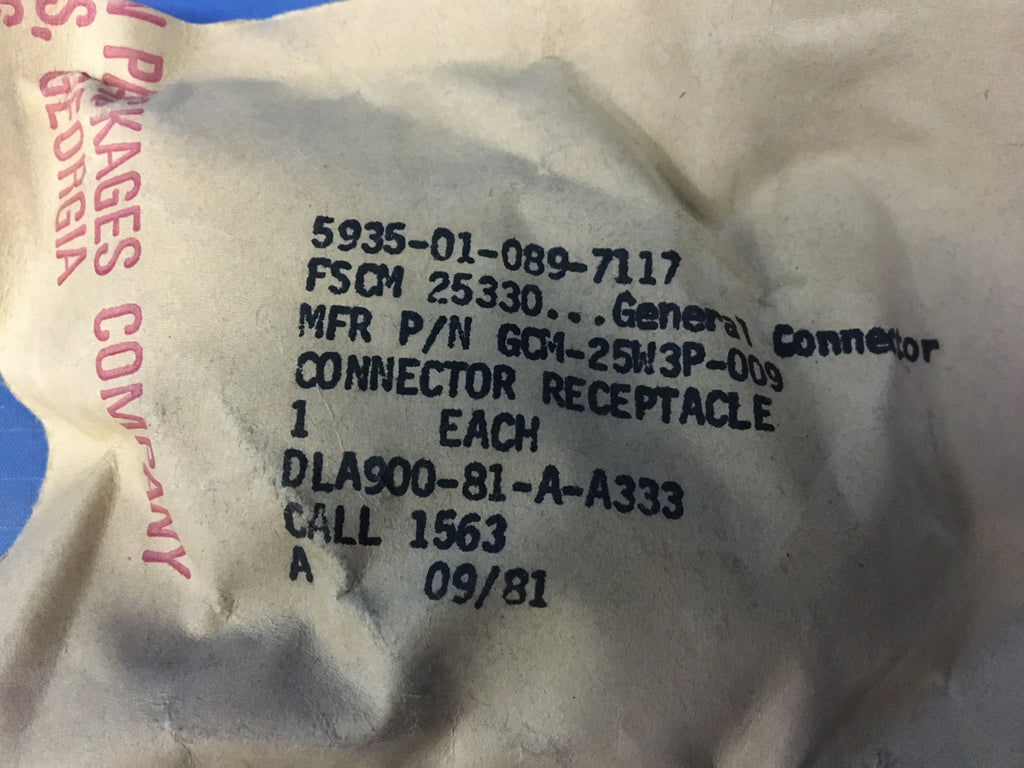 PACKAGES COMPANY
GEORGIA
5935-01-089-7117
FSCM 25330...General Connector
MFR P/N GCM-25W3P-009
CONNECTOR RECEPTACLE
1 EACH
DLA900-81-A-A333
CALL 1563
A 09/81